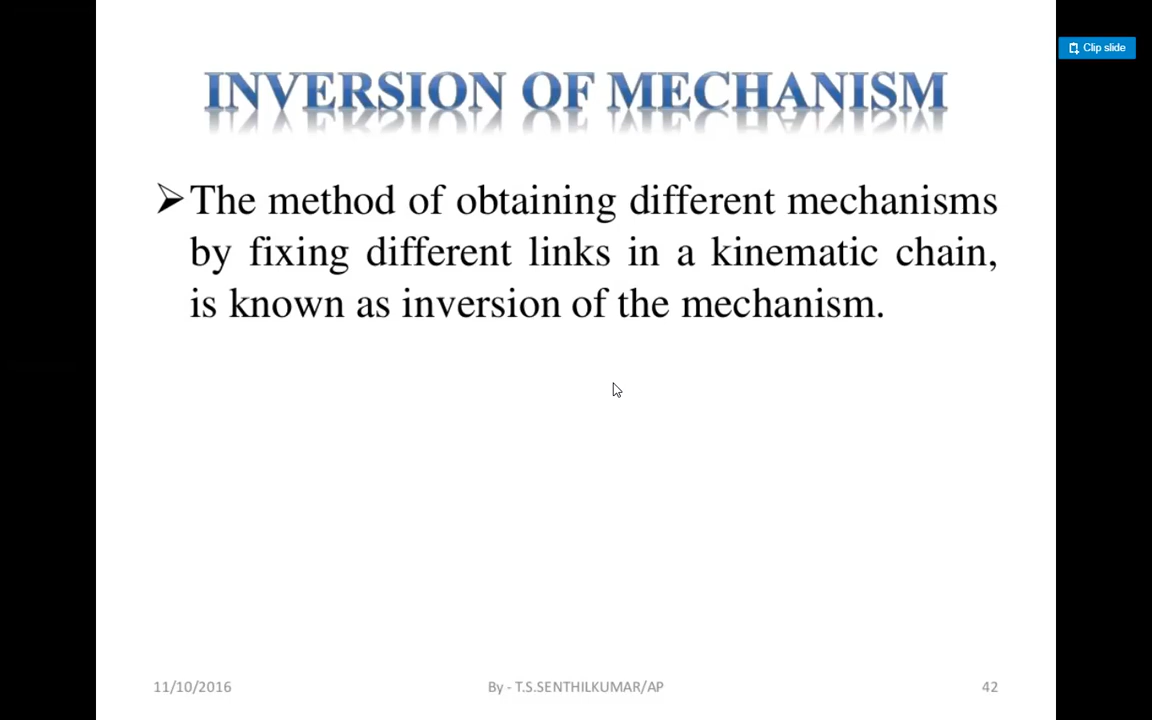 Clip slide
INVERSION OF MECHANISM
➢The method of obtaining different mechanisms
by fixing different links in a kinematic chain,
is known as inversion of the mechanism.
11/10/2016 By - T.S.SENTHILKUMAR/AP 42